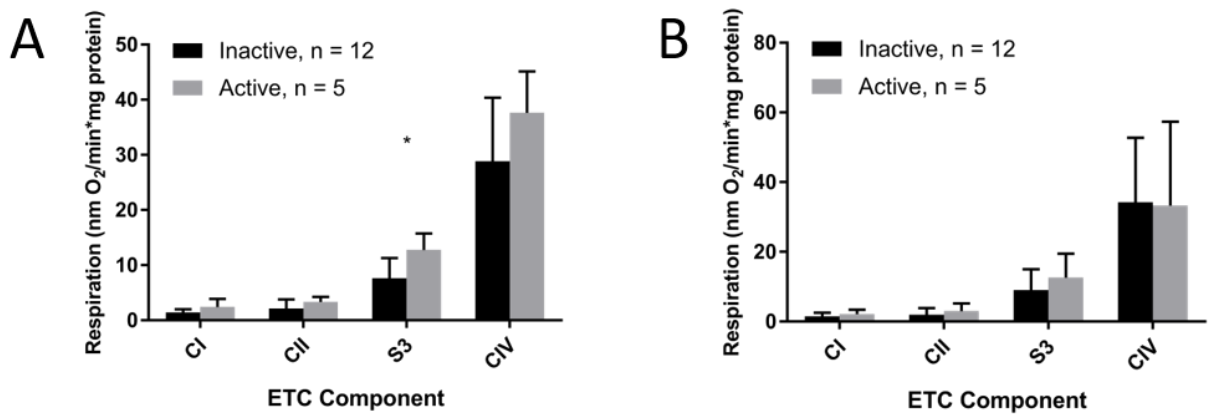 A
Respiration (nm O₂/min*mg protein)
50
40
30
20
10
0
Inactive, n = 12
Active, n = 5
*
CI
CII
S3
CIV
ETC Component
B
Respiration (nm O₂/min*mg protein)
80
60
40
20
0
Inactive, n = 12
Active, n = 5
CI
CII
S3
CIV
ETC Component